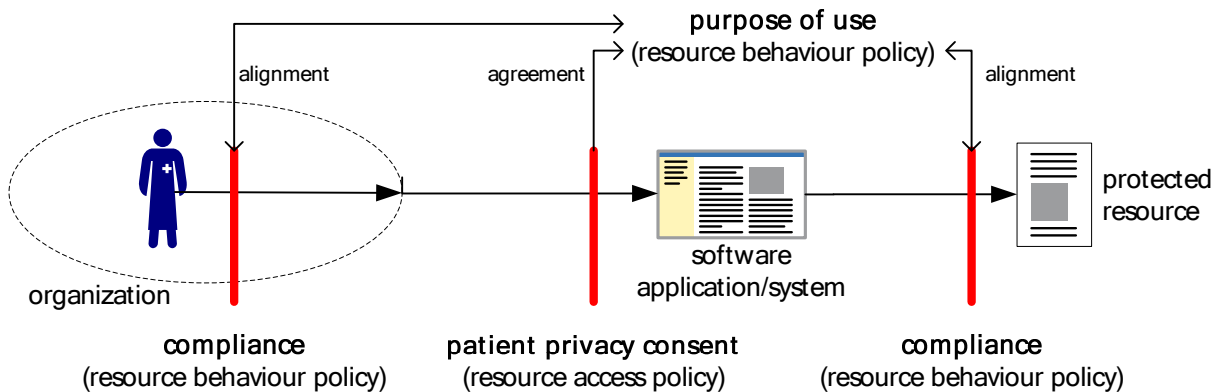 purpose of use
(resource behaviour policy)
alignment
agreement
alignment
protected
resource
software
application/system
organization
compliance
(resource behaviour policy)
patient privacy consent
(resource access policy)
compliance
(resource behaviour policy)